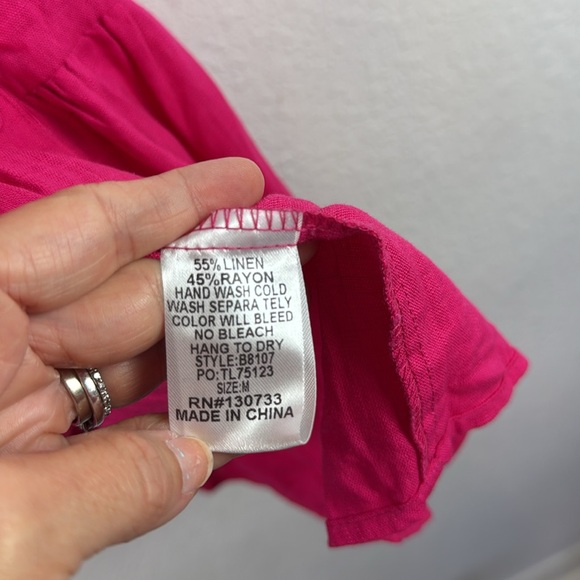 55% LINEN
45% RAYON
HAND WASH COLD
WASH SEPARA TELY
COLOR WILL BLEED
NO BLEACH
HANG TO DRY
STYLE:B8107
PO:TL75123
SIZE:M
RN#130733
MADE IN CHINA